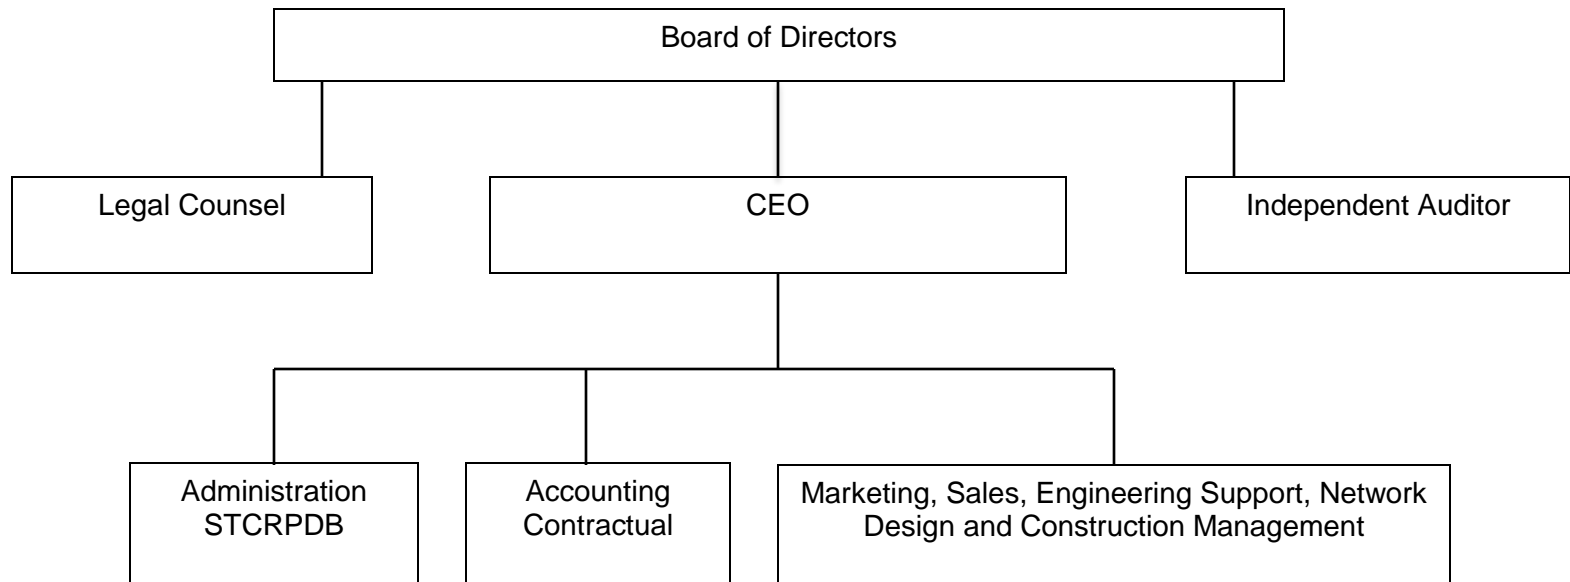 Board of Directors
Legal Counsel
CEO
Independent Auditor
Administration
STCRPDB
Accounting
Contractual
Marketing, Sales, Engineering Support, Network
Design and Construction Management